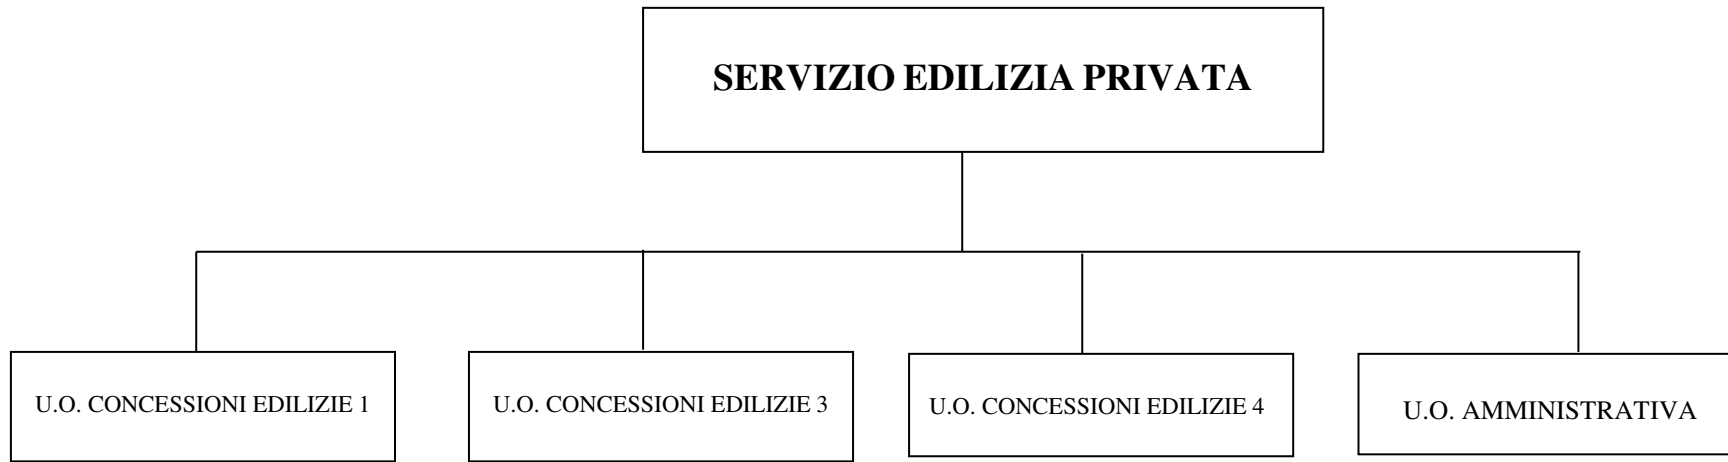 SERVIZIO EDILIZIA PRIVATA
U.O. CONCESSIONI EDILIZIE 1
U.O. CONCESSIONI EDILIZIE 3
U.O. CONCESSIONI EDILIZIE 4
U.O. AMMINISTRATIVA